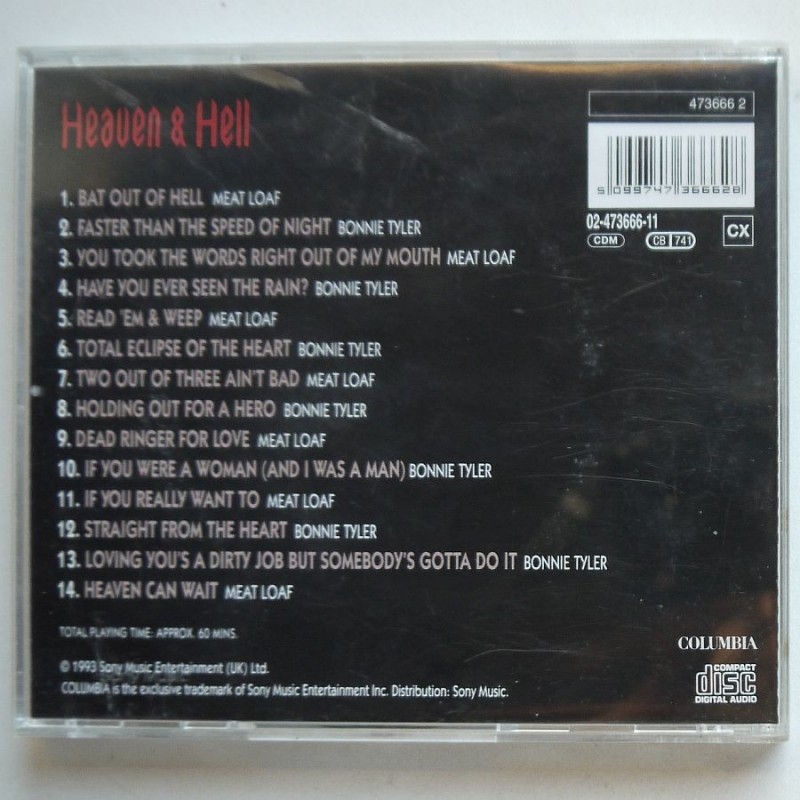 Heaven & Hell
473666 2
5 099747 366628
02-473666-11
CDM
CB 741
CX
1. BAT OUT OF HELL MEAT LOAF
2. FASTER THAN THE SPEED OF NIGHT BONNIE TYLER
3. YOU TOOK THE WORDS RIGHT OUT OF MY MOUTH MEAT LOAF
4. HAVE YOU EVER SEEN THE RAIN? BONNIE TYLER
5. READ 'EM & WEEP MEAT LOAF
6. TOTAL ECLIPSE OF THE HEART BONNIE TYLER
7. TWO OUT OF THREE AIN'T BAD MEAT LOAF
8. HOLDING OUT FOR A HERO BONNIE TYLER
9. DEAD RINGER FOR LOVE MEAT LOAF
10. IF YOU WERE A WOMAN (AND I WAS A MAN) BONNIE TYLER
11. IF YOU REALLY WANT TO MEAT LOAF
12. STRAIGHT FROM THE HEART BONNIE TYLER
13. LOVING YOU'S A DIRTY JOB BUT SOMEBODY'S GOTTA DO IT BONNIE TYLER
14. HEAVEN CAN WAIT MEAT LOAF
TOTAL PLAYING TIME: APPROX. 60 MINS.
© 1993 Sony Music Entertainment (UK) Ltd.
COLUMBIA is the exclusive trademark of Sony Music Entertainment Inc. Distribution: Sony Music.
COLUMBIA
COMPACT
disc
DIGITAL AUDIO